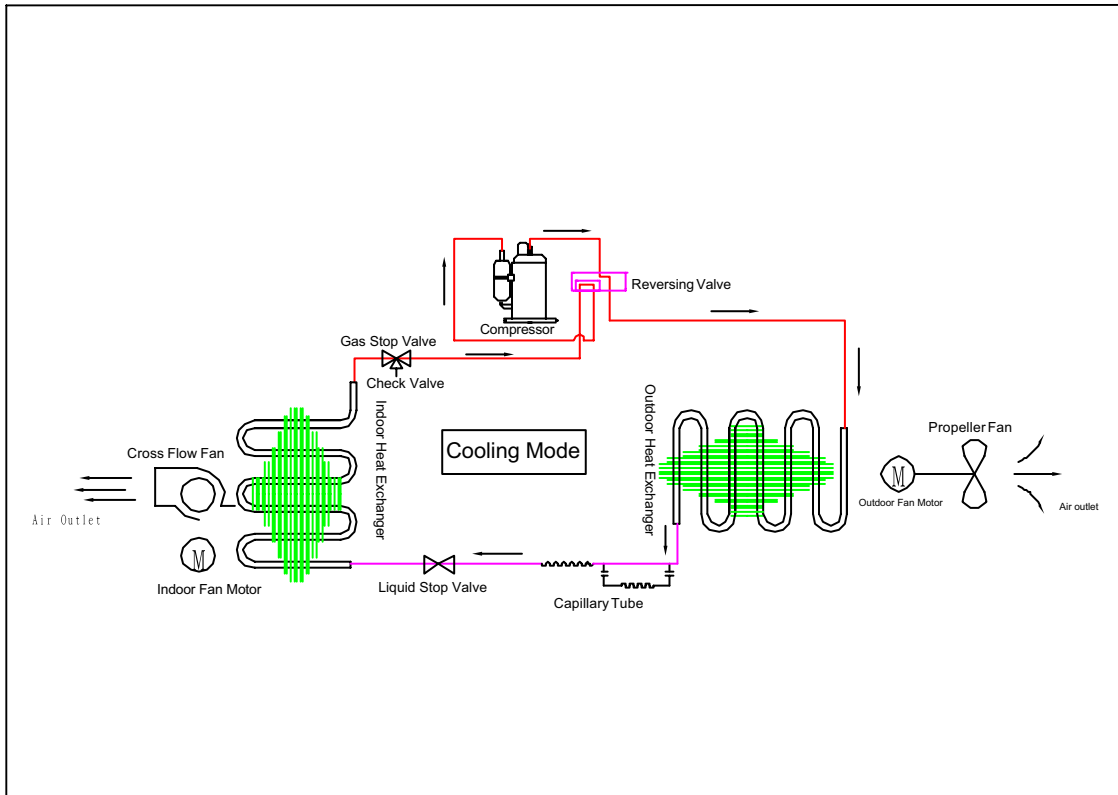 Reversing Valve
Compressor
Gas Stop Valve
Check Valve
Indoor Heat Exchanger
Outdoor Heat Exchanger
Cooling Mode
Cross Flow Fan
Propeller Fan
M
Outdoor Fan Motor
Air outlet
Air Outlet
M
Indoor Fan Motor
Liquid Stop Valve
Capillary Tube